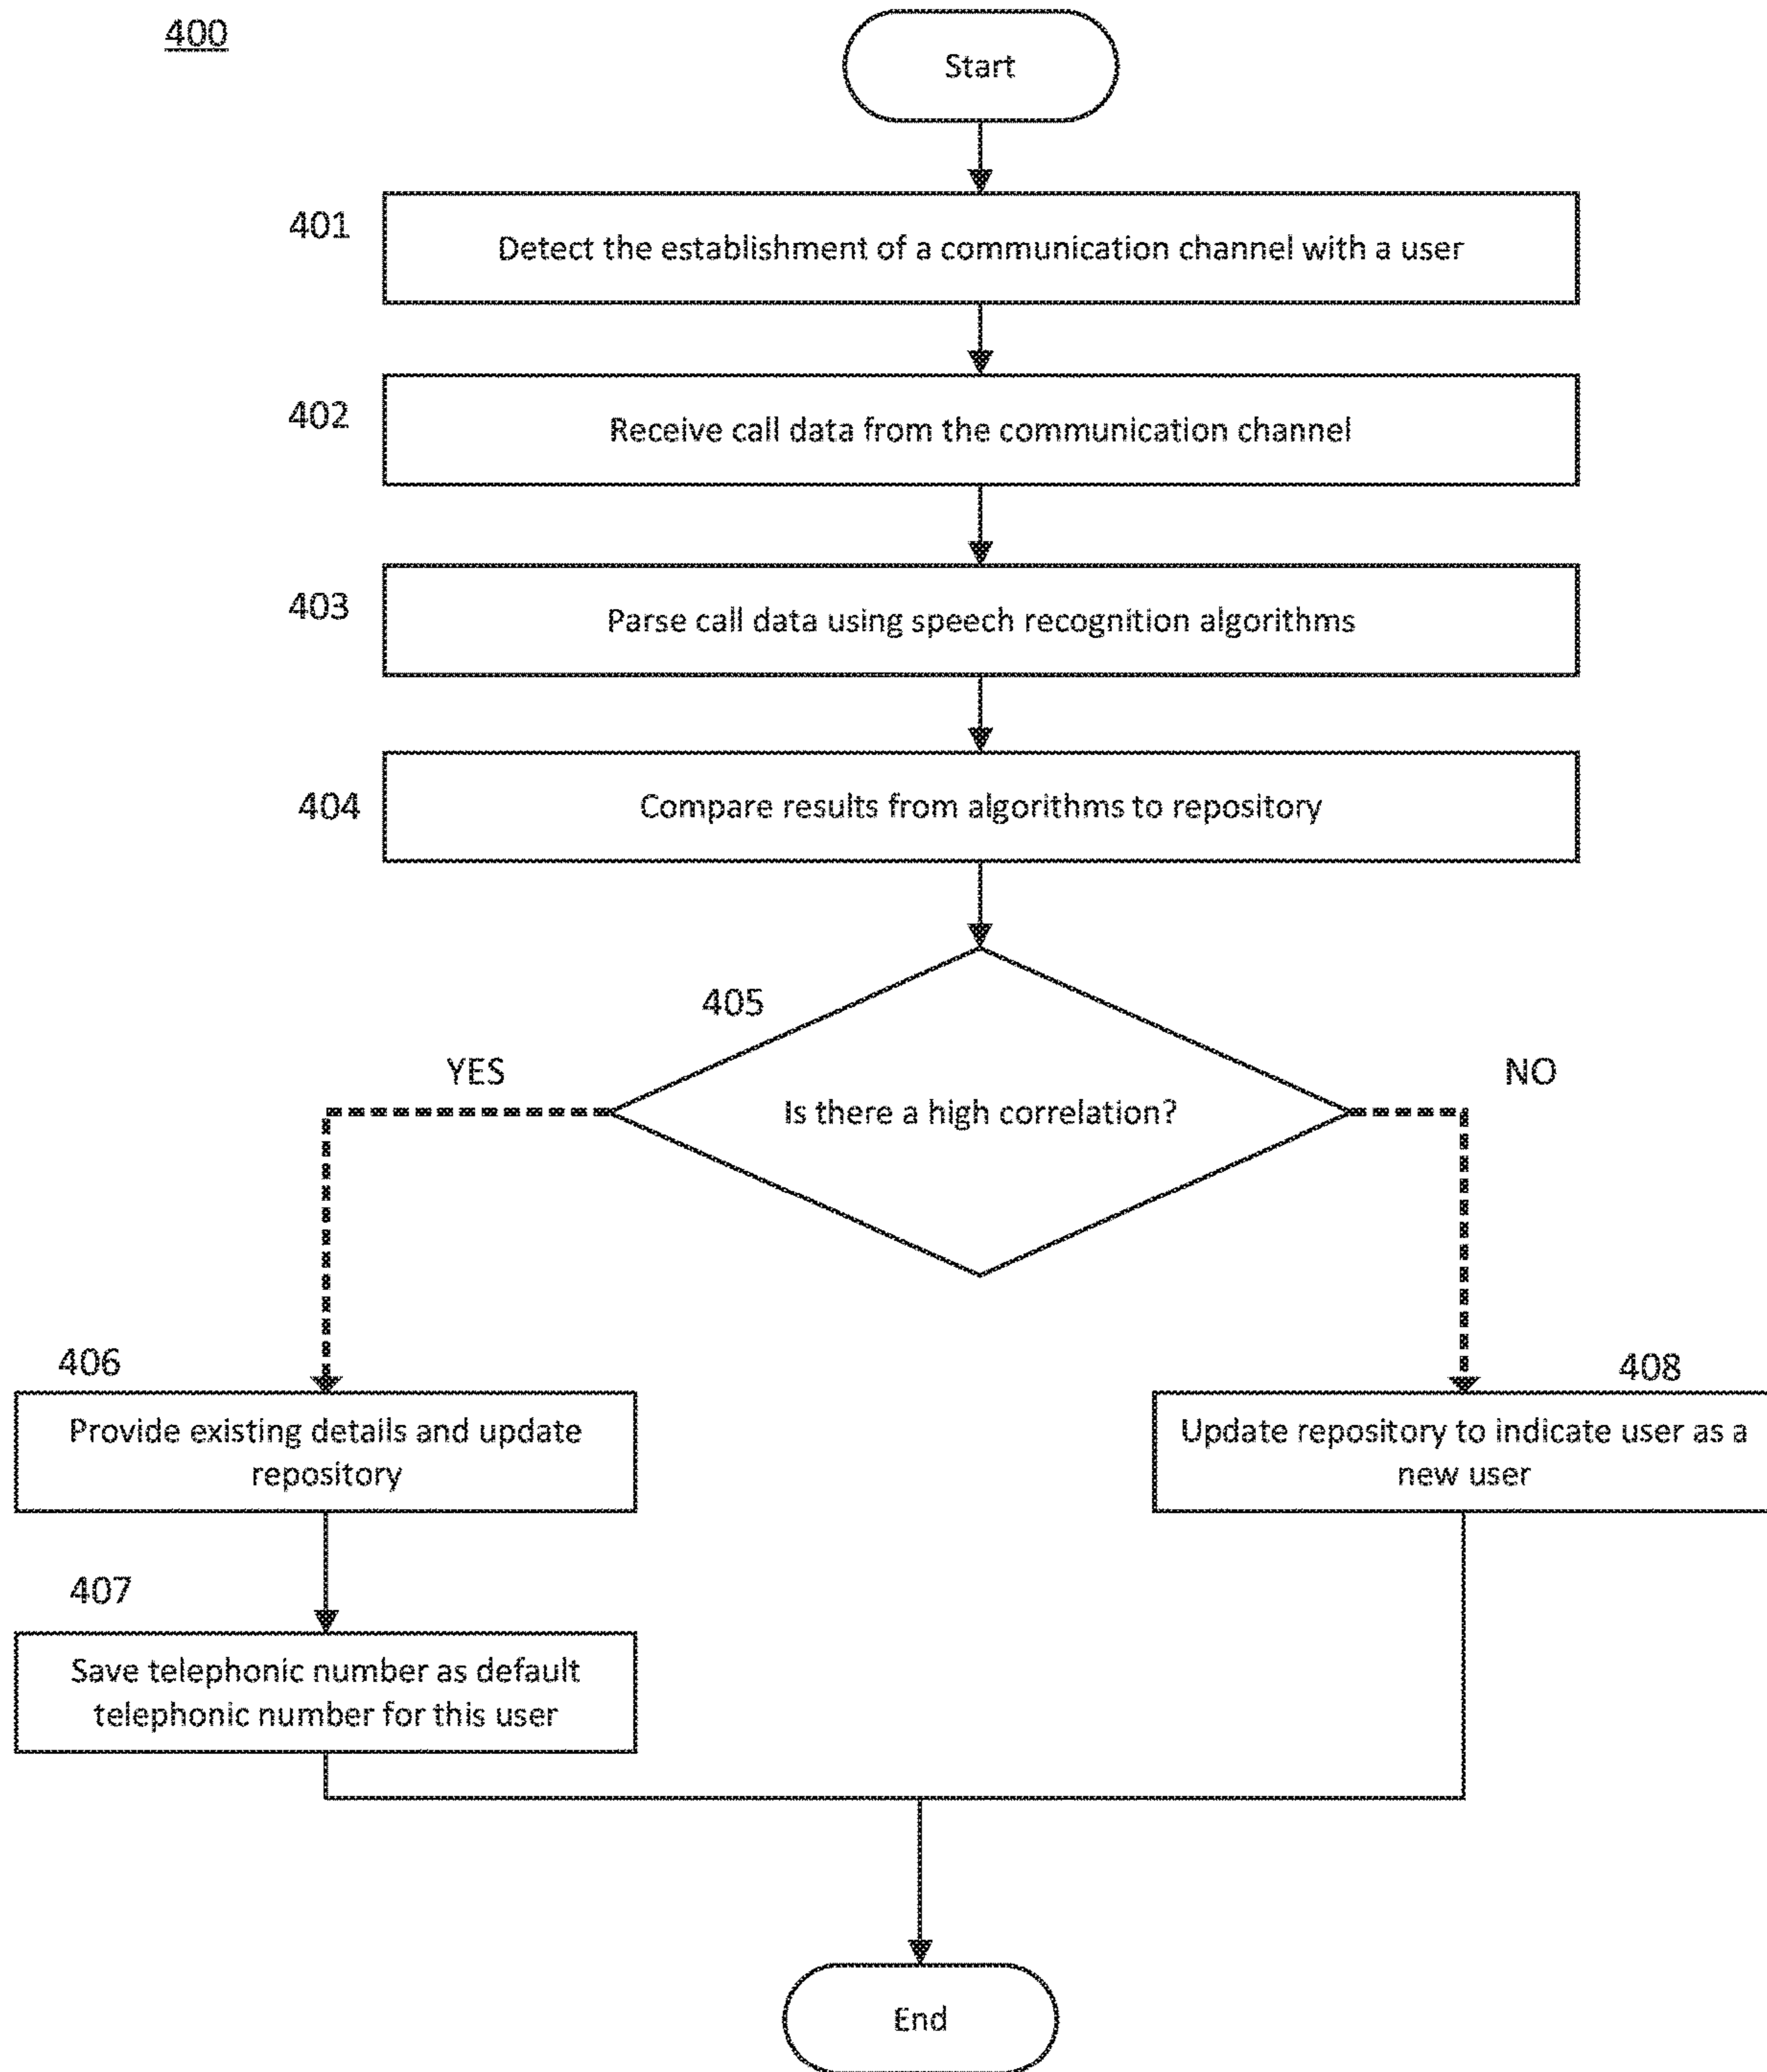 400
Start
401
Detect the establishment of a communication channel with a user
402
Receive call data from the communication channel
403
Parse call data using speech recognition algorithms
404
Compare results from algorithms to repository
405
YES
NO
Is there a high correlation?
406
Provide existing details and update
repository
408
Update repository to indicate user as a
new user
407
Save telephonic number as default
telephonic number for this user
End